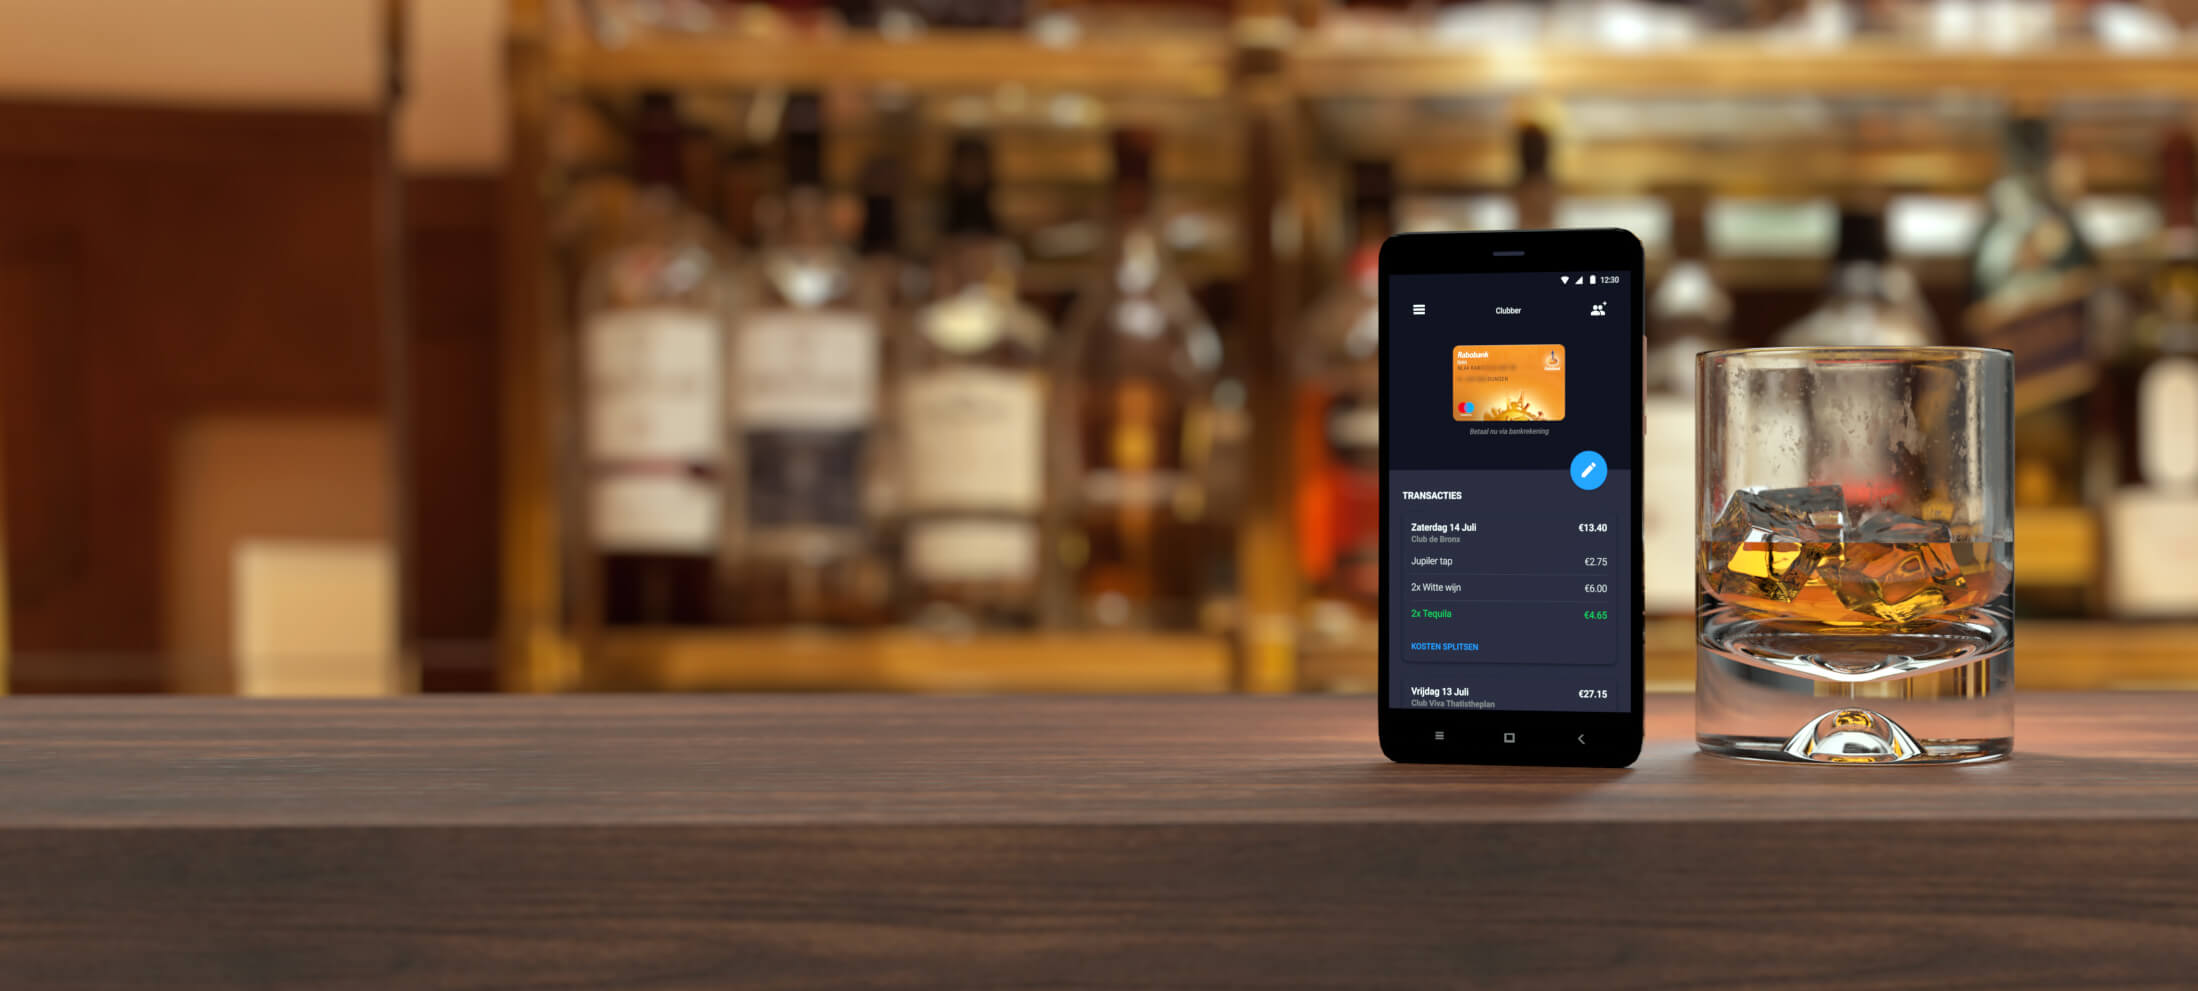 12:30
Clubber
Rabobank
Betaal nu via bankrekening
TRANSACTIES
Zaterdag 14 Juli €13.40
Club de Bronx
Jupiler tap €2.75
2x Witte wijn €6.00
2x Tequila €4.65
KOSTEN SPLITSEN
Vrijdag 13 Juli €27.15
Club Viva Thatistheplan